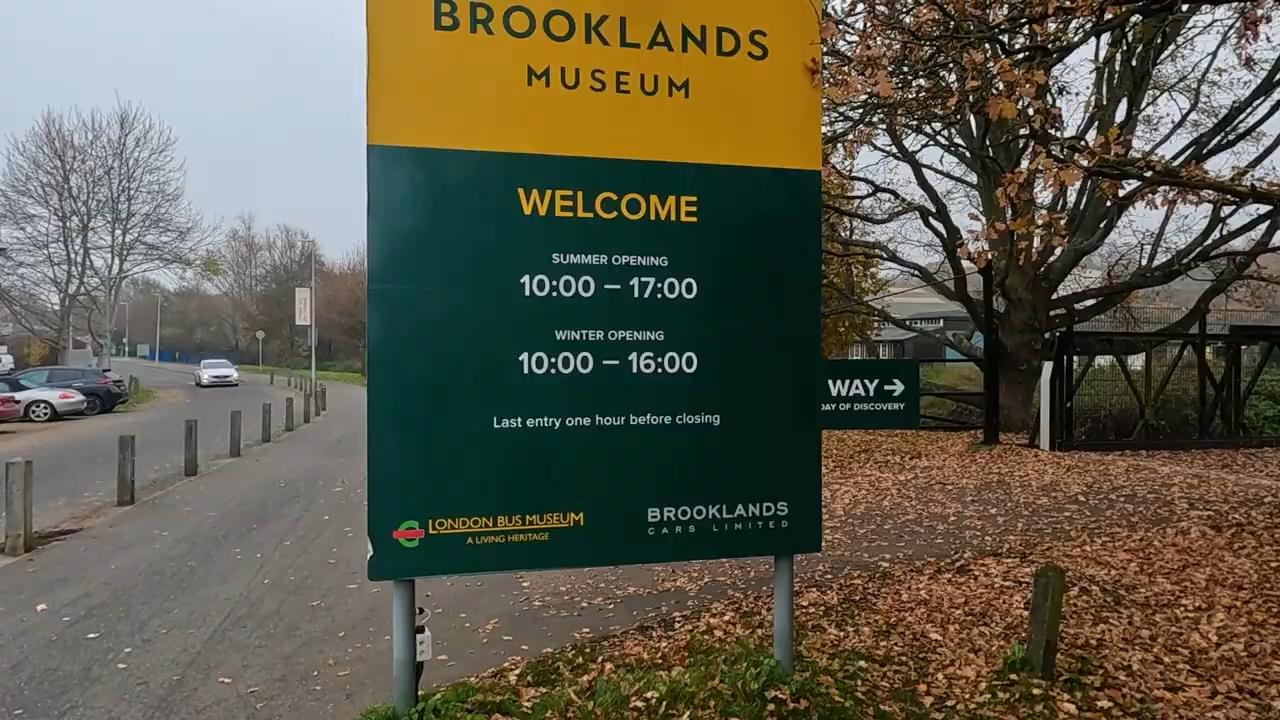 BROOKLANDS
MUSEUM
WELCOME
SUMMER OPENING
10:00 – 17:00
WINTER OPENING
10:00 – 16:00
Last entry one hour before closing
LONDON BUS MUSEUM
A LIVING HERITAGE
BROOKLANDS
CARS LIMITED
WAY →
DAY OF DISCOVERY